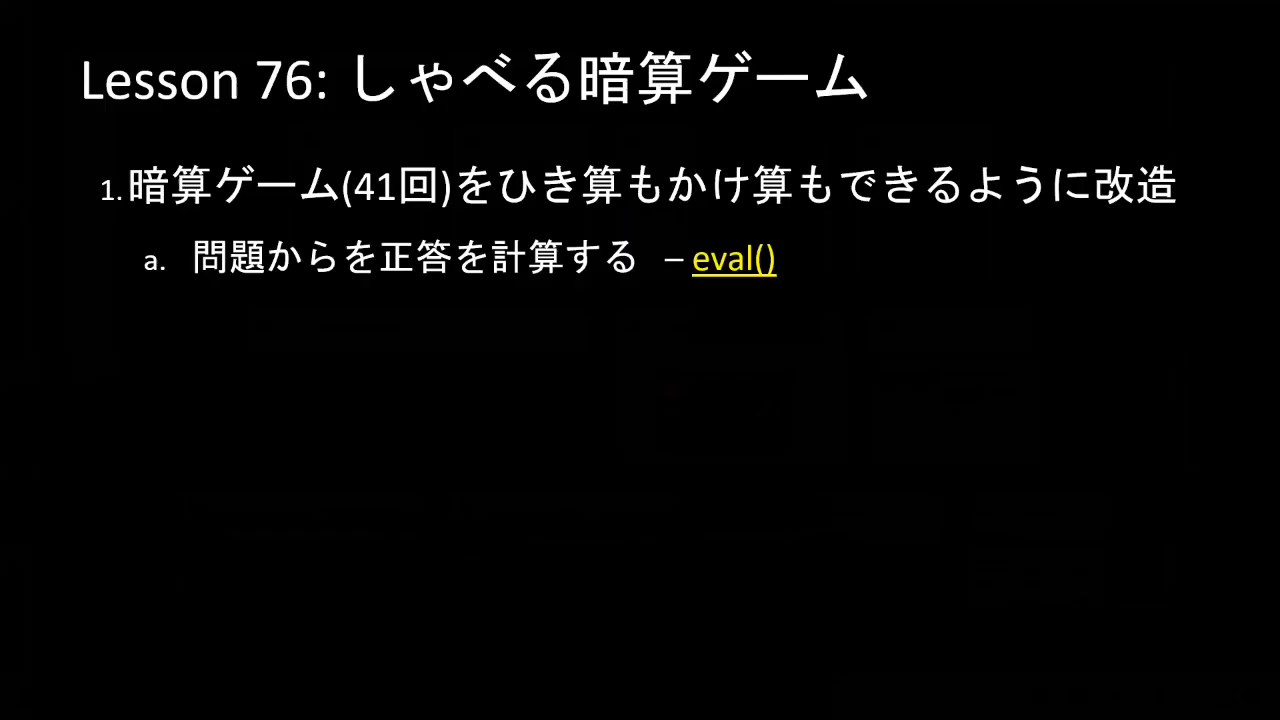 Lesson 76: しゃべる暗算ゲーム
1. 暗算ゲーム(41回)をひき算もかけ算もできるように改造
a. 問題からを正答を計算する – eval()